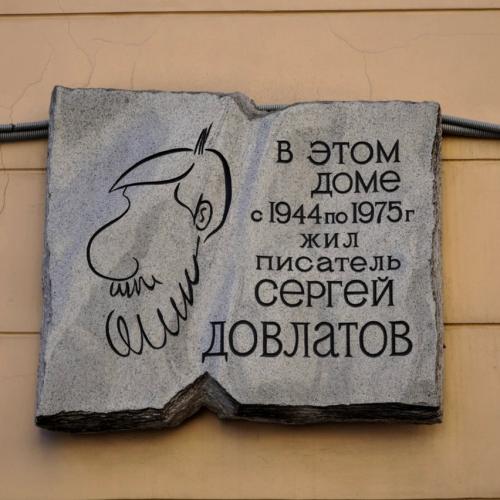 В ЭТОМ
ДОМЕ
с 1944 по 1975 г
ЖИЛ
писатель
СЕРГЕЙ
ДОВЛАТОВ